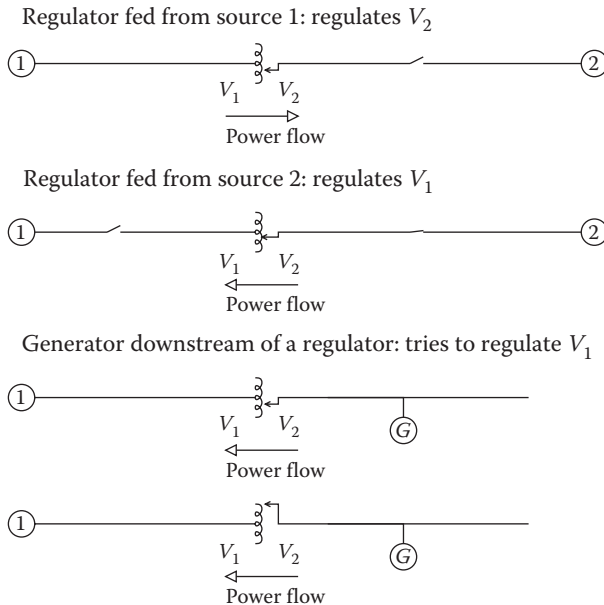 Regulator fed from source 1: regulates V₂
1 2
V₁ V₂
Power flow
Regulator fed from source 2: regulates V₁
1 2
V₁ V₂
Power flow
Generator downstream of a regulator: tries to regulate V₁
1
V₁ V₂ G
Power flow
1
V₁ V₂ G
Power flow